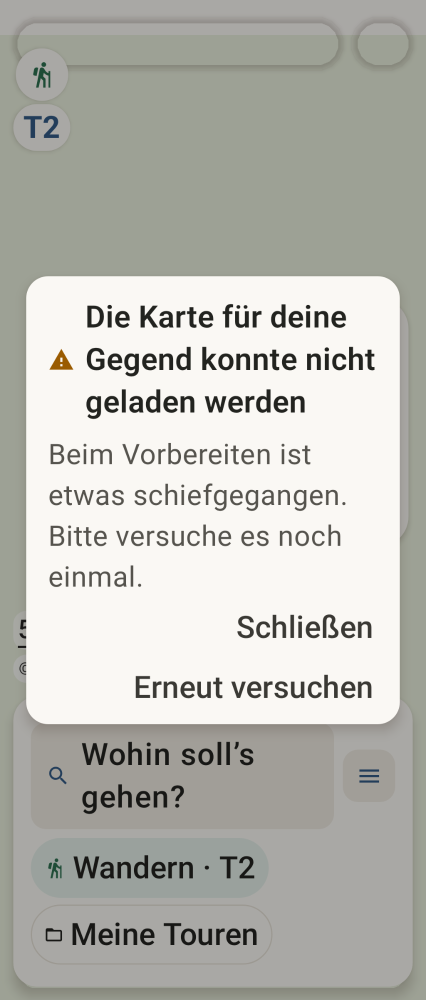 T2
Die Karte für deine
Gegend konnte nicht
geladen werden
Beim Vorbereiten ist
etwas schiefgegangen.
Bitte versuche es noch
einmal.
Schließen
Erneut versuchen
Wohin soll’s
gehen?
Wandern · T2
Meine Touren